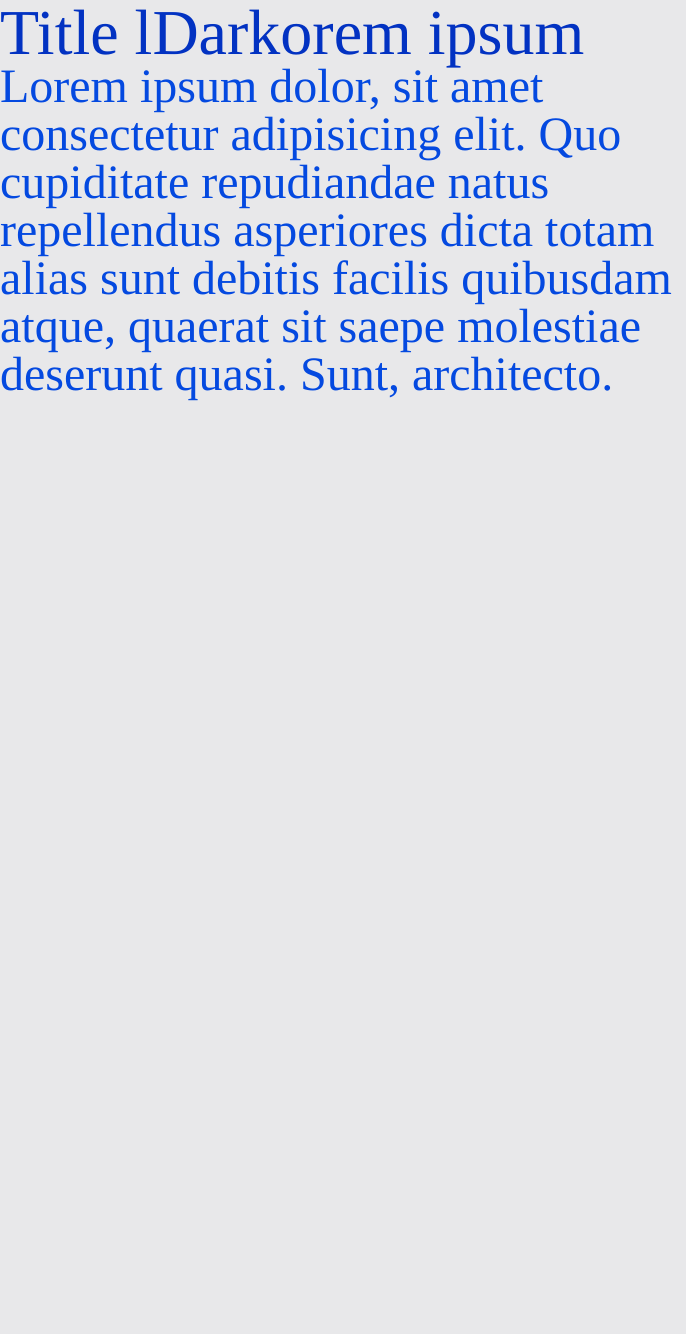 Title lDarkorem ipsum
Lorem ipsum dolor, sit amet
consectetur adipisicing elit. Quo
cupiditate repudiandae natus
repellendus asperiores dicta totam
alias sunt debitis facilis quibusdam
atque, quaerat sit saepe molestiae
deserunt quasi. Sunt, architecto.